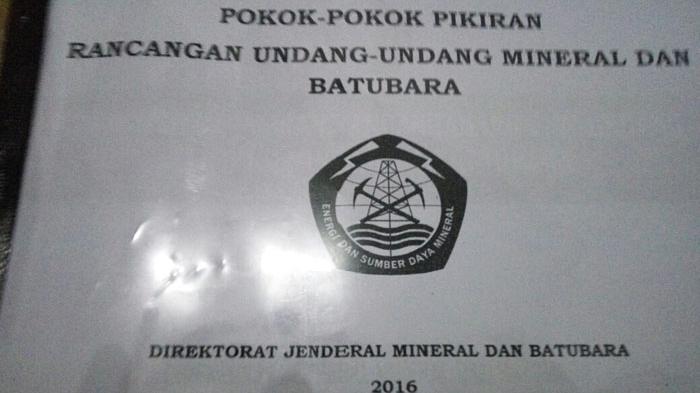 POKOK-POKOK PIKIRAN
RANCANGAN UNDANG-UNDANG MINERAL DAN
BATUBARA
ENERGI DAN SUMBER DAYA MINERAL
DIREKTORAT JENDERAL MINERAL DAN BATUBARA
2016